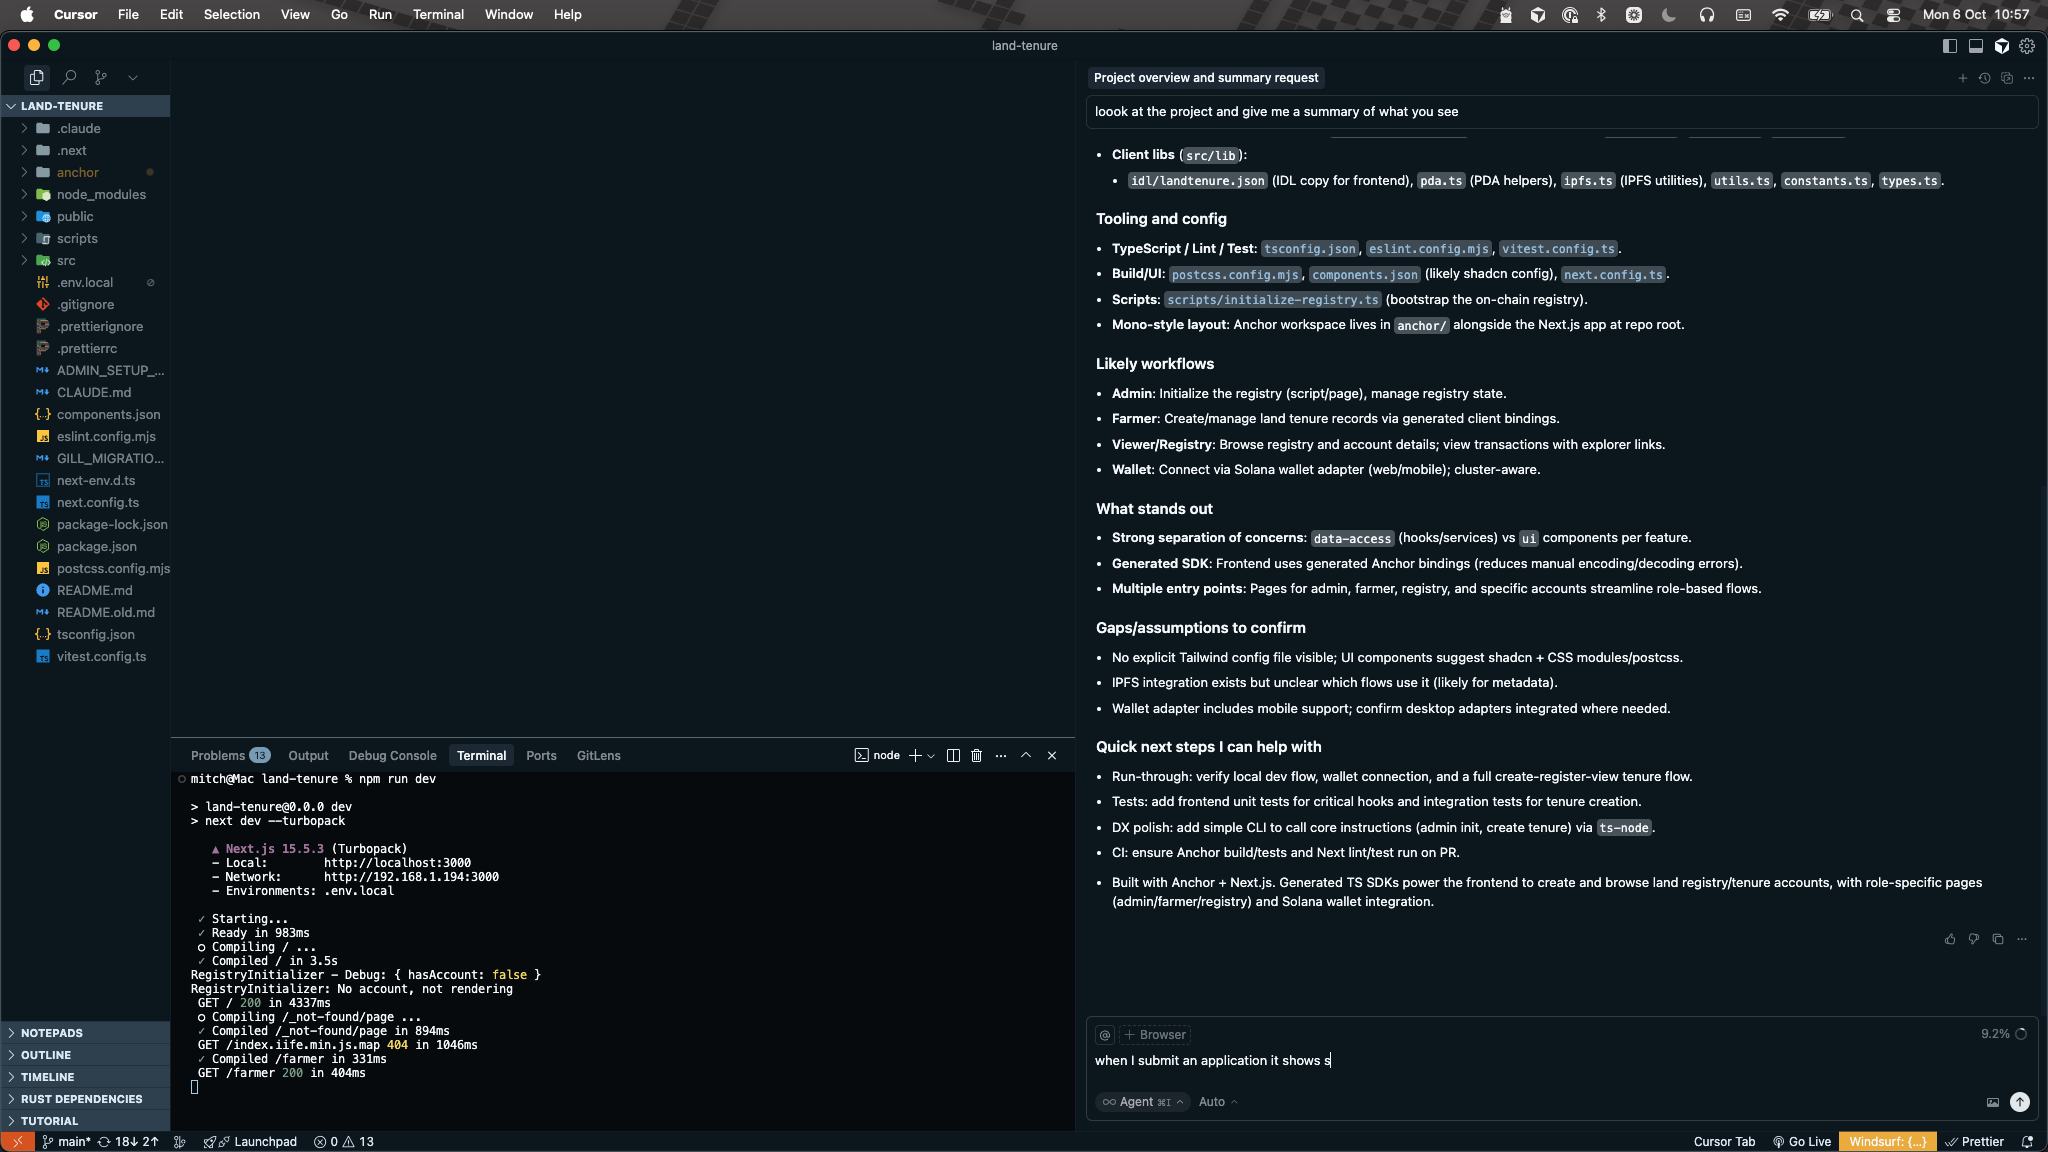 Cursor File Edit Selection View Go Run Terminal Window Help
Mon 6 Oct 10:57
land-tenure
LAND-TENURE
.claude
.next
anchor
node_modules
public
scripts
src
.env.local
.gitignore
.prettierignore
.prettierrc
ADMIN_SETUP_...
CLAUDE.md
components.json
eslint.config.mjs
GILL_MIGRATIO...
next-env.d.ts
next.config.ts
package-lock.json
package.json
postcss.config.mjs
README.md
README.old.md
tsconfig.json
vitest.config.ts
NOTEPADS
OUTLINE
TIMELINE
RUST DEPENDENCIES
TUTORIAL
Problems 13 Output Debug Console Terminal Ports GitLens
node
mitch@Mac land-tenure % npm run dev
> land-tenure@0.0.0 dev
> next dev --turbopack
▲ Next.js 15.5.3 (Turbopack)
- Local: http://localhost:3000
- Network: http://192.168.1.194:3000
- Environments: .env.local
✓ Starting...
✓ Ready in 983ms
○ Compiling / ...
✓ Compiled / in 3.5s
RegistryInitializer - Debug: { hasAccount: false }
RegistryInitializer: No account, not rendering
GET / 200 in 4337ms
○ Compiling /_not-found/page ...
✓ Compiled /_not-found/page in 894ms
GET /index.iife.min.js.map 404 in 1046ms
✓ Compiled /farmer in 331ms
GET /farmer 200 in 404ms
Project overview and summary request
loook at the project and give me a summary of what you see
• Client libs (src/lib):
• idl/landtenure.json (IDL copy for frontend), pda.ts (PDA helpers), ipfs.ts (IPFS utilities), utils.ts, constants.ts, types.ts.
Tooling and config
• TypeScript / Lint / Test: tsconfig.json, eslint.config.mjs, vitest.config.ts.
• Build/UI: postcss.config.mjs, components.json (likely shadcn config), next.config.ts.
• Scripts: scripts/initialize-registry.ts (bootstrap the on-chain registry).
• Mono-style layout: Anchor workspace lives in anchor/ alongside the Next.js app at repo root.
Likely workflows
• Admin: Initialize the registry (script/page), manage registry state.
• Farmer: Create/manage land tenure records via generated client bindings.
• Viewer/Registry: Browse registry and account details; view transactions with explorer links.
• Wallet: Connect via Solana wallet adapter (web/mobile); cluster-aware.
What stands out
• Strong separation of concerns: data-access (hooks/services) vs ui components per feature.
• Generated SDK: Frontend uses generated Anchor bindings (reduces manual encoding/decoding errors).
• Multiple entry points: Pages for admin, farmer, registry, and specific accounts streamline role-based flows.
Gaps/assumptions to confirm
• No explicit Tailwind config file visible; UI components suggest shadcn + CSS modules/postcss.
• IPFS integration exists but unclear which flows use it (likely for metadata).
• Wallet adapter includes mobile support; confirm desktop adapters integrated where needed.
Quick next steps I can help with
• Run-through: verify local dev flow, wallet connection, and a full create-register-view tenure flow.
• Tests: add frontend unit tests for critical hooks and integration tests for tenure creation.
• DX polish: add simple CLI to call core instructions (admin init, create tenure) via ts-node.
• CI: ensure Anchor build/tests and Next lint/test run on PR.
• Built with Anchor + Next.js. Generated TS SDKs power the frontend to create and browse land registry/tenure accounts, with role-specific pages
(admin/farmer/registry) and Solana wallet integration.
@ + Browser
9.2%
when I submit an application it shows s
∞ Agent ⌘I Auto
main* 18↓ 2↑ Launchpad 0 13
Cursor Tab Go Live Windsurf: {...} Prettier